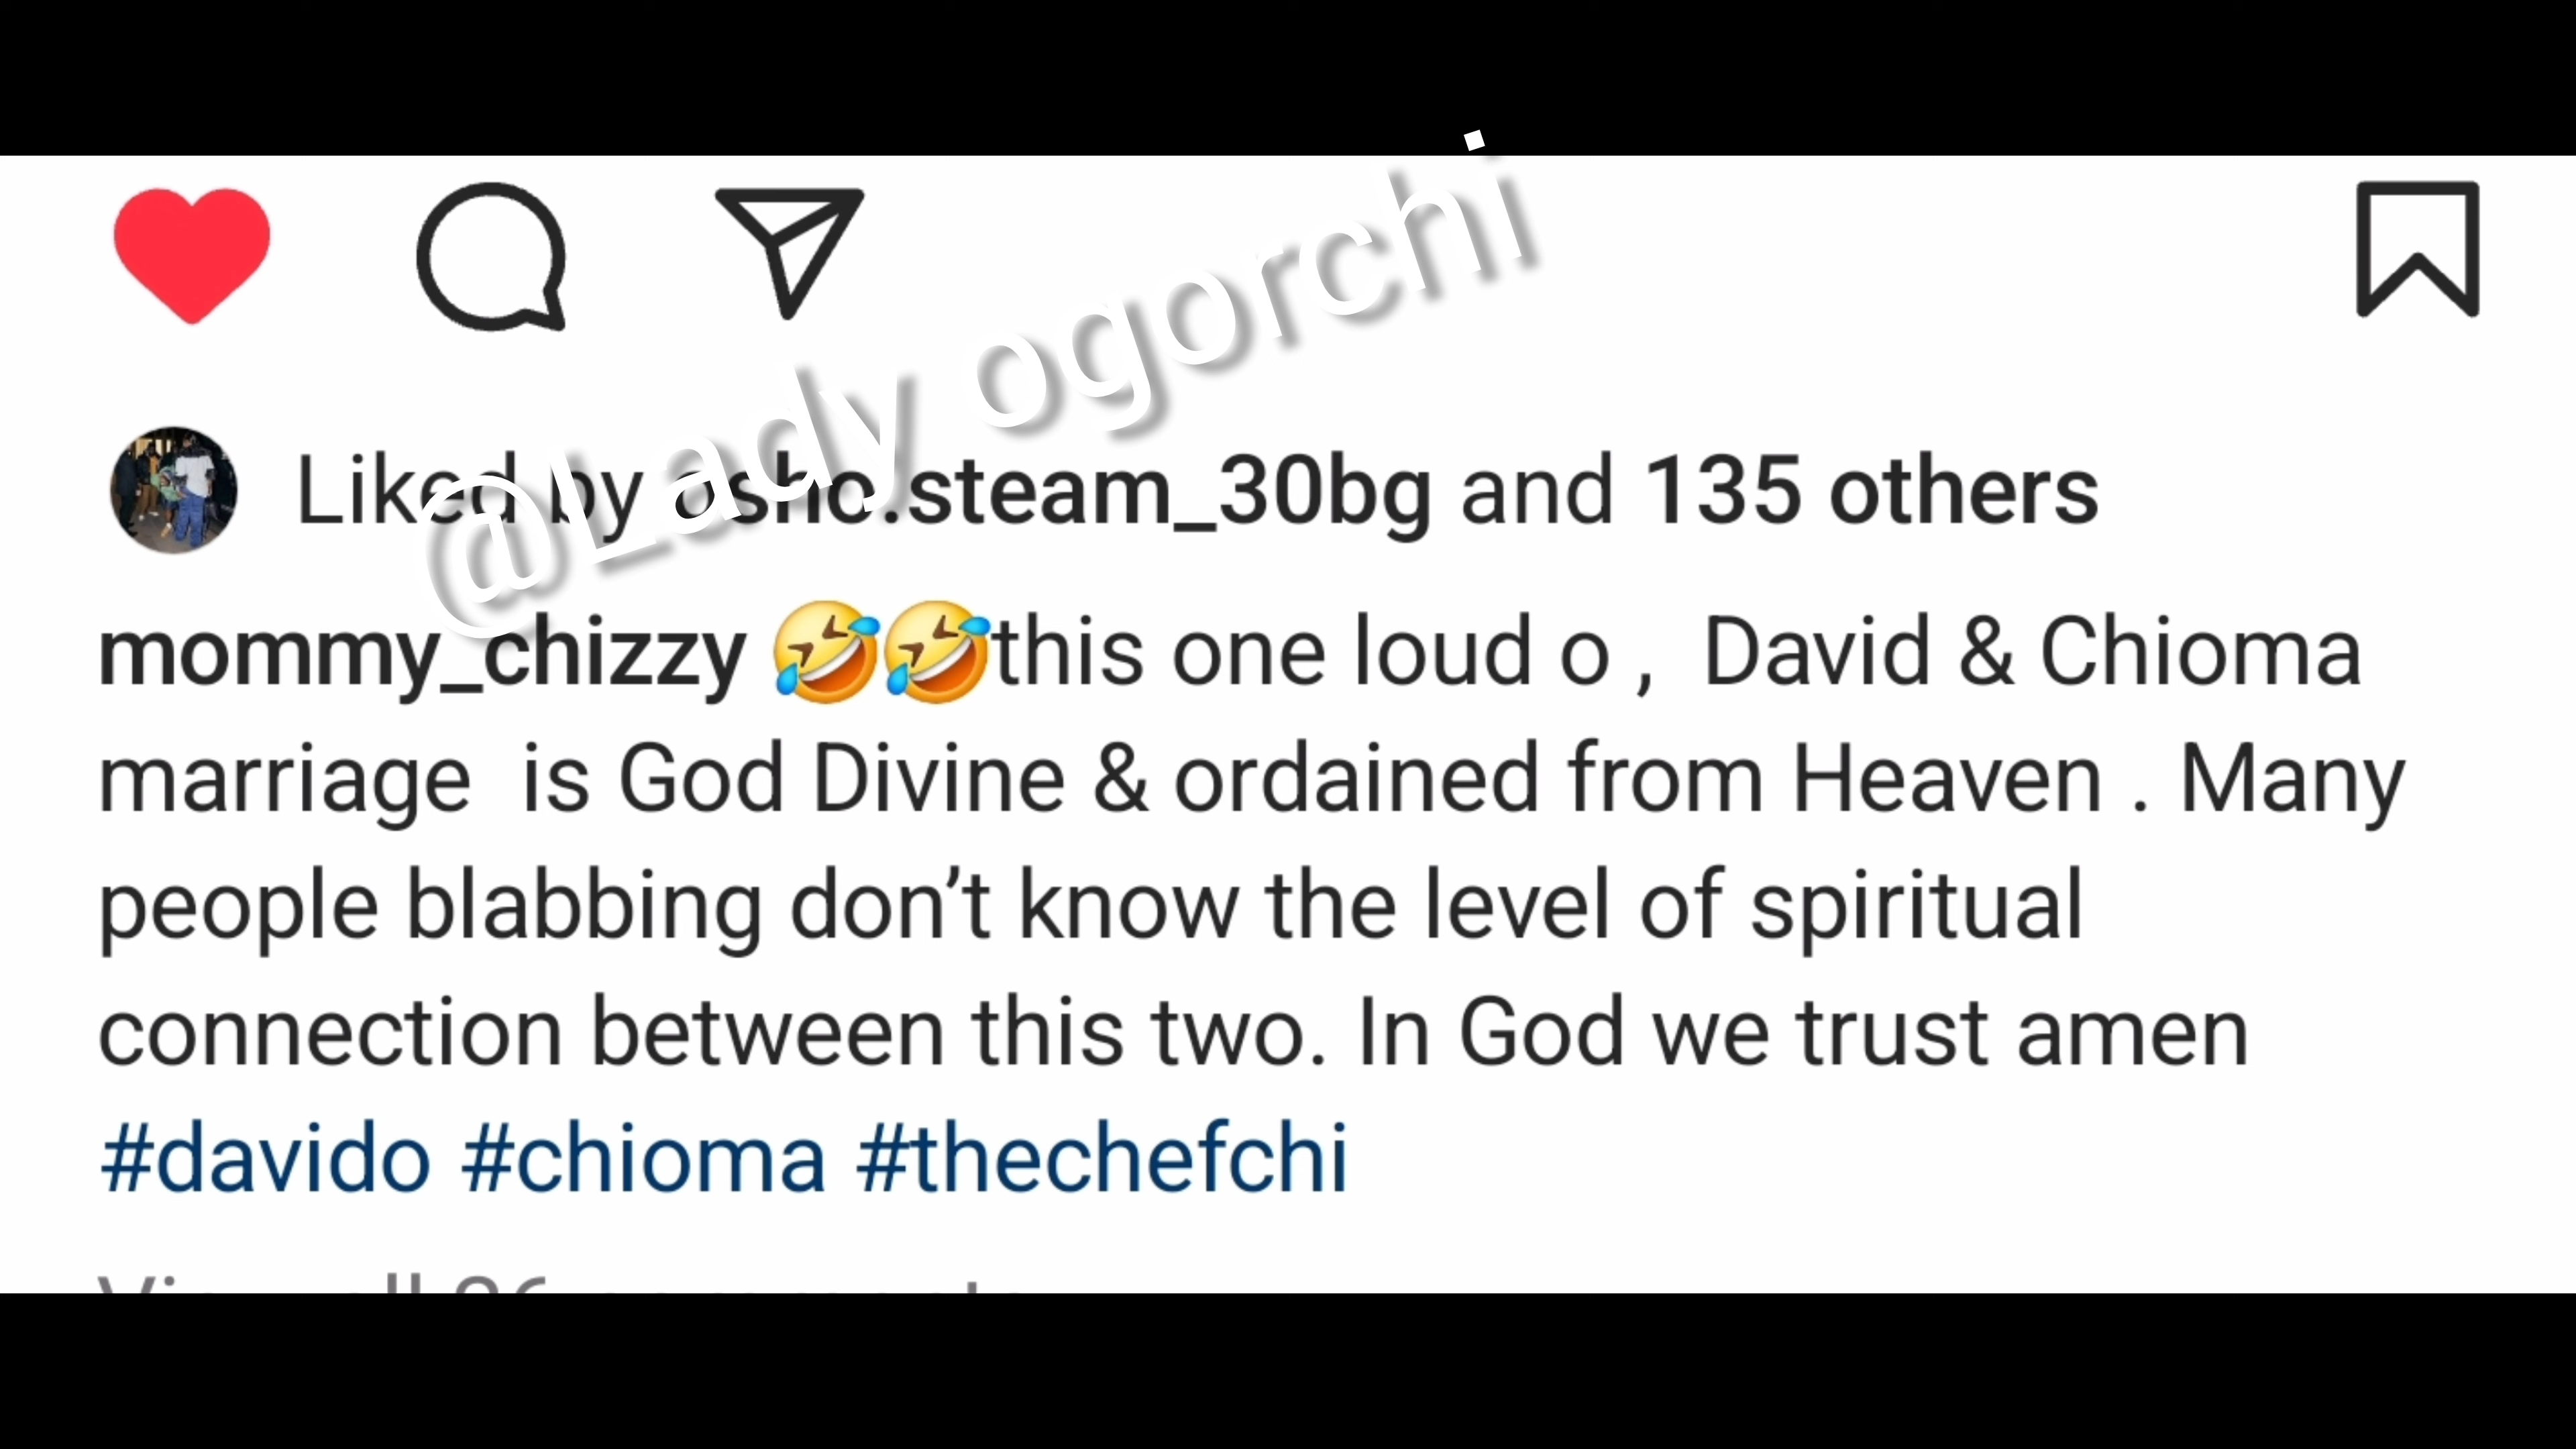 @Lady ogorchi
Liked by osho.steam_30bg and 135 others
mommy_chizzy 🤣🤣this one loud o , David & Chioma
marriage is God Divine & ordained from Heaven . Many
people blabbing don’t know the level of spiritual
connection between this two. In God we trust amen
#davido #chioma #thechefchi